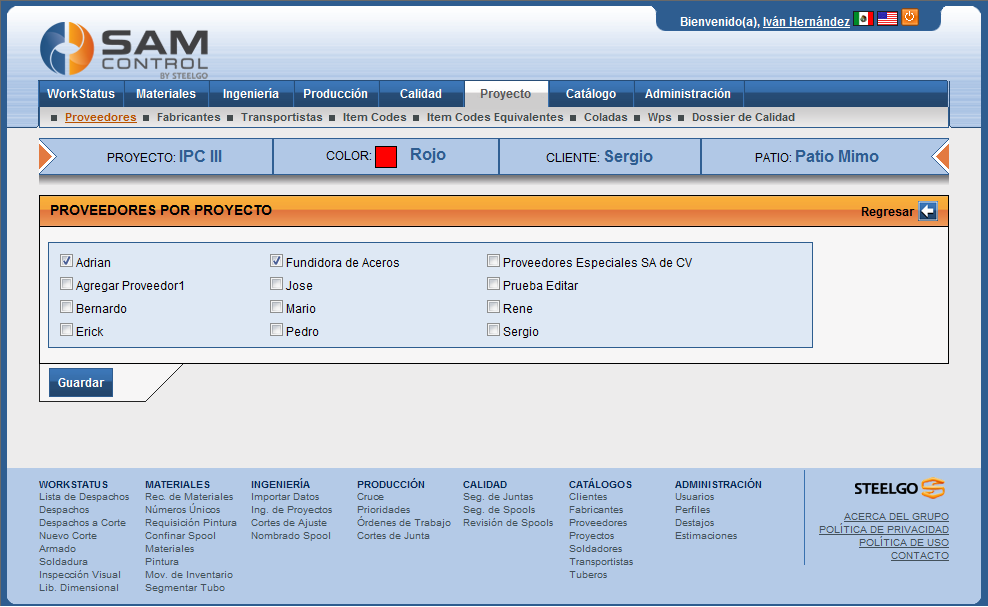 Bienvenido(a), Iván Hernández
SAM
CONTROL
BY STEELGO
WorkStatus Materiales Ingeniería Producción Calidad Proyecto Catálogo Administración
Proveedores Fabricantes Transportistas Item Codes Item Codes Equivalentes Coladas Wps Dossier de Calidad
PROYECTO: IPC III COLOR: Rojo CLIENTE: Sergio PATIO: Patio Mimo
PROVEEDORES POR PROYECTO Regresar
Adrian Fundidora de Aceros Proveedores Especiales SA de CV
Agregar Proveedor1 Jose Prueba Editar
Bernardo Mario Rene
Erick Pedro Sergio
Guardar
WORKSTATUS
Lista de Despachos
Despachos
Despachos a Corte
Nuevo Corte
Armado
Soldadura
Inspección Visual
Lib. Dimensional
MATERIALES
Rec. de Materiales
Números Únicos
Requisición Pintura
Confinar Spool
Materiales
Pintura
Mov. de Inventario
Segmentar Tubo
INGENIERÍA
Importar Datos
Ing. de Proyectos
Cortes de Ajuste
Nombrado Spool
PRODUCCIÓN
Cruce
Prioridades
Órdenes de Trabajo
Cortes de Junta
CALIDAD
Seg. de Juntas
Seg. de Spools
Revisión de Spools
CATÁLOGOS
Clientes
Fabricantes
Proveedores
Proyectos
Soldadores
Transportistas
Tuberos
ADMINISTRACIÓN
Usuarios
Perfiles
Destajos
Estimaciones
STEELGO
ACERCA DEL GRUPO
POLÍTICA DE PRIVACIDAD
POLÍTICA DE USO
CONTACTO